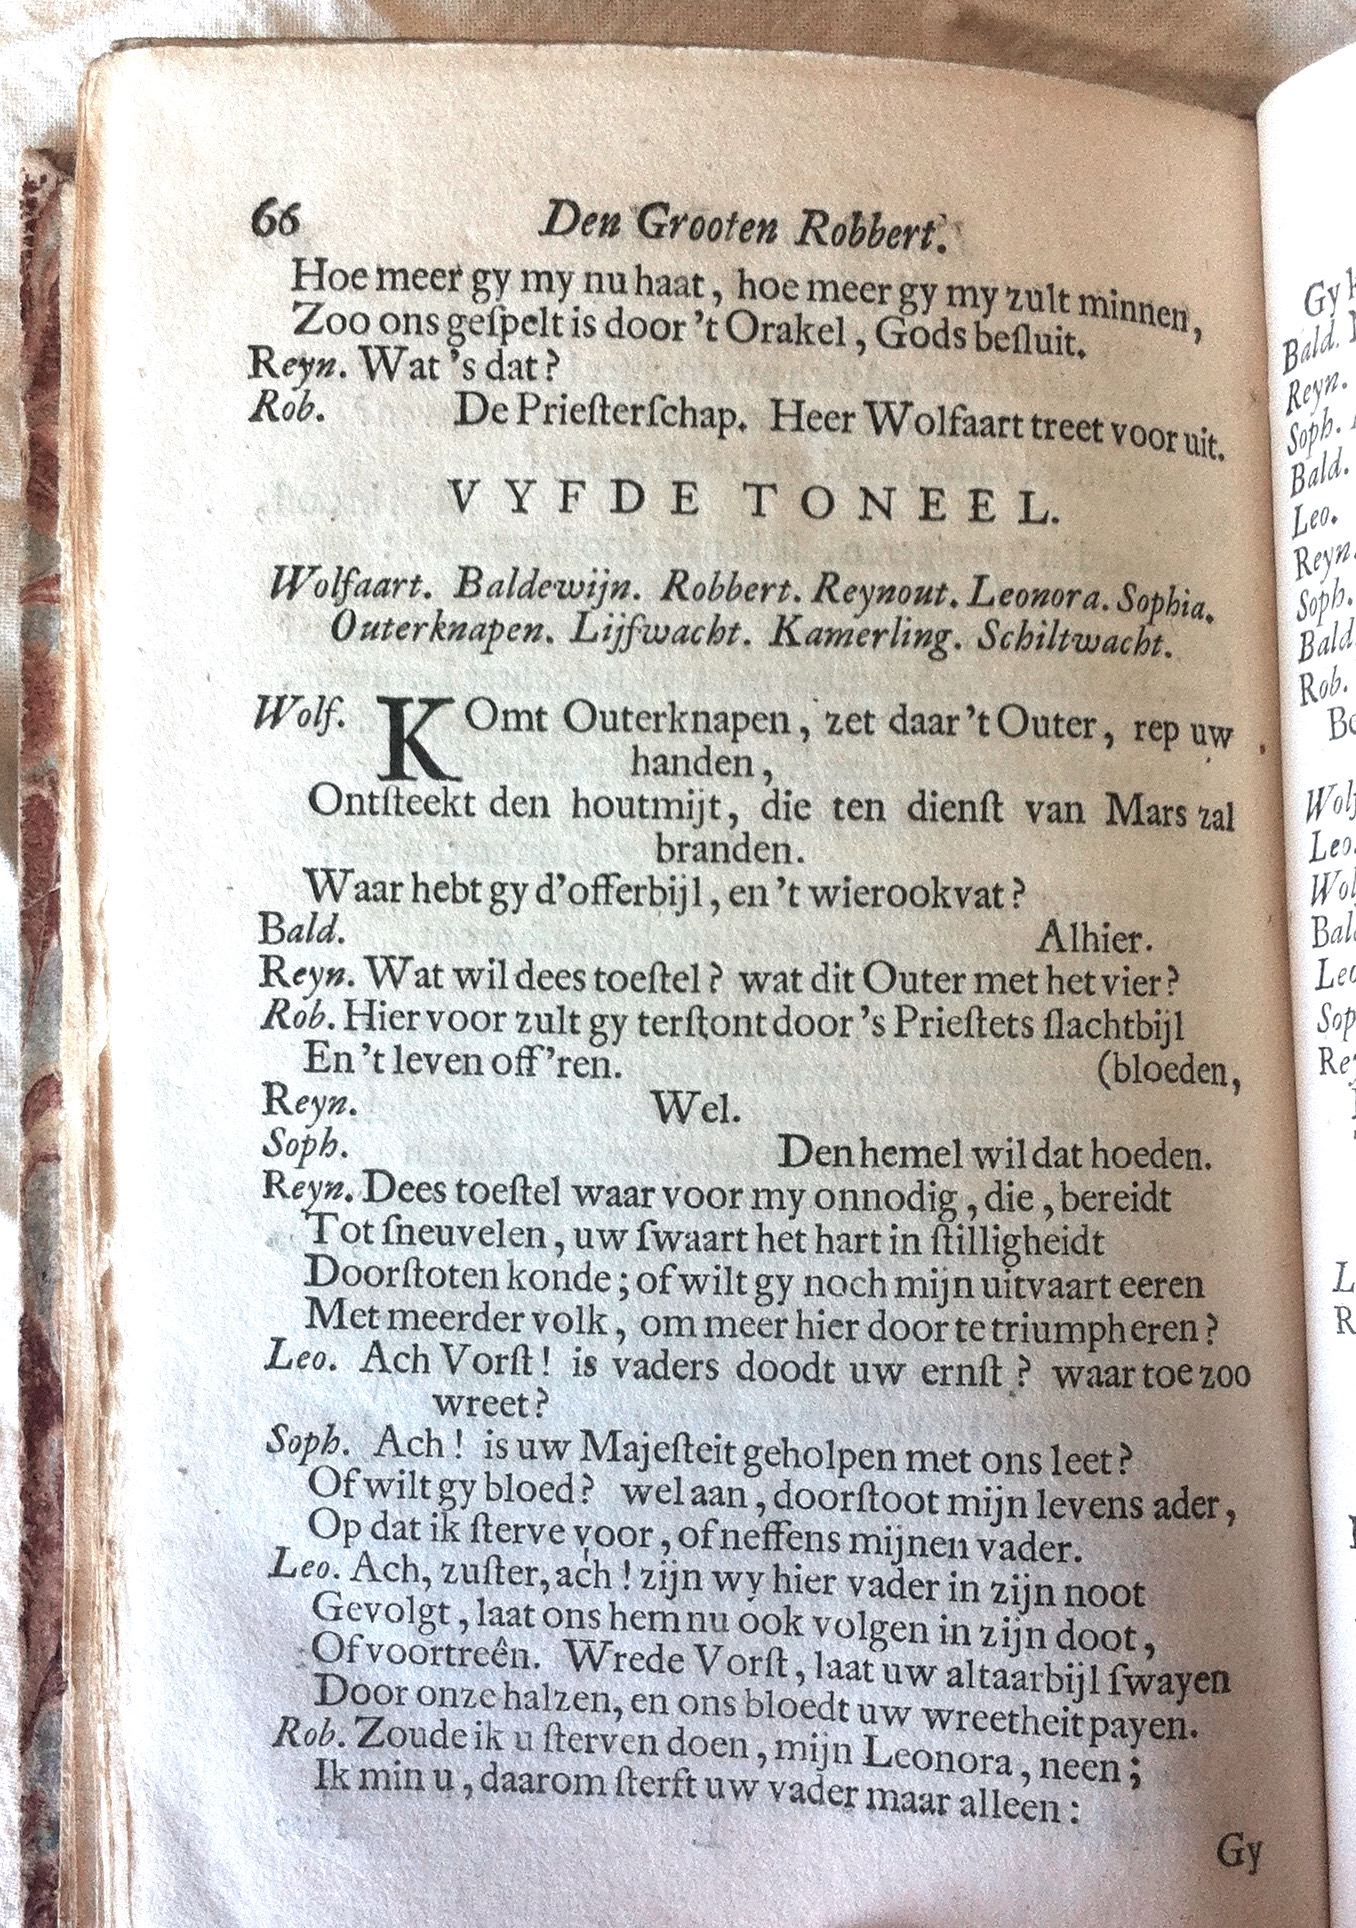 66 Den Grooten Robbert.
Hoe meer gy my nu haat, hoe meer gy my zult minnen,
Zoo ons geſpelt is door 't Orakel, Gods beſluit.
Reyn. Wat 's dat?
Rob. De Prieſterſchap. Heer Wolfaart treet voor uit.
VYFDE TONEEL.
Wolfaart. Baldewijn. Robbert. Reynout. Leonora. Sophia.
Outerknapen. Lijfwacht. Kamerling. Schiltwacht.
Wolf. KOmt Outerknapen, zet daar 't Outer, rep uw
handen,
Ontſteekt den houtmijt, die ten dienſt van Mars zal
branden.
Waar hebt gy d'offerbijl, en 't wierookvat?
Bald. Alhier.
Reyn. Wat wil dees toeſtel? wat dit Outer met het vier?
Rob. Hier voor zult gy terſtont door 's Prieſtets ſlachtbijl
En 't leven off'ren. (bloeden,
Reyn. Wel.
Soph. Den hemel wil dat hoeden.
Reyn. Dees toeſtel waar voor my onnodig, die, bereidt
Tot ſneuvelen, uw ſwaart het hart in ſtilligheidt
Doorſtoten konde; of wilt gy noch mijn uitvaart eeren
Met meerder volk, om meer hier door te triumpheren?
Leo. Ach Vorſt! is vaders doodt uw ernſt? waar toe zoo
wreet?
Soph. Ach! is uw Majeſteit geholpen met ons leet?
Of wilt gy bloed? wel aan, doorſtoot mijn levens ader,
Op dat ik ſterve voor, of neffens mijnen vader.
Leo. Ach, zuſter, ach! zijn wy hier vader in zijn noot
Gevolgt, laat ons hem nu ook volgen in zijn doot,
Of voortreên. Wrede Vorſt, laat uw altaarbijl ſwayen
Door onze halzen, en ons bloedt uw wreetheit payen.
Rob. Zoude ik u ſterven doen, mijn Leonora, neen;
Ik min u, daarom ſterft uw vader maar alleen:
Gy
Gy
Bald.
Reyn.
Soph.
Bald.
Leo.
Reyn.
Soph.
Bald.
Rob.
Leo.